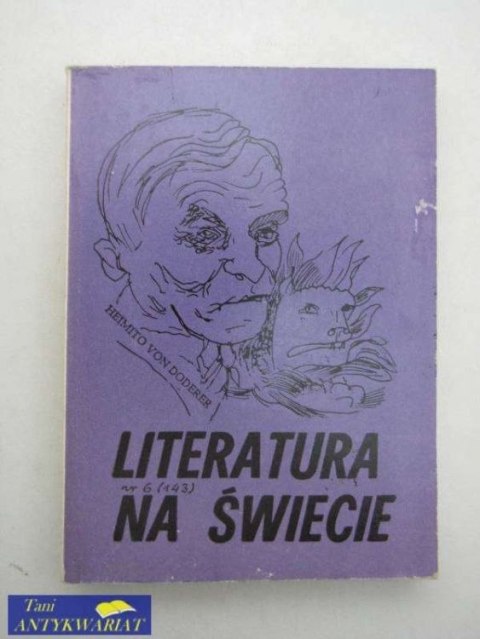 HEIMITO VON DODERER
LITERATURA
nr 6 (143)
NA ŚWIECIE
Tani
ANTYKWARIAT